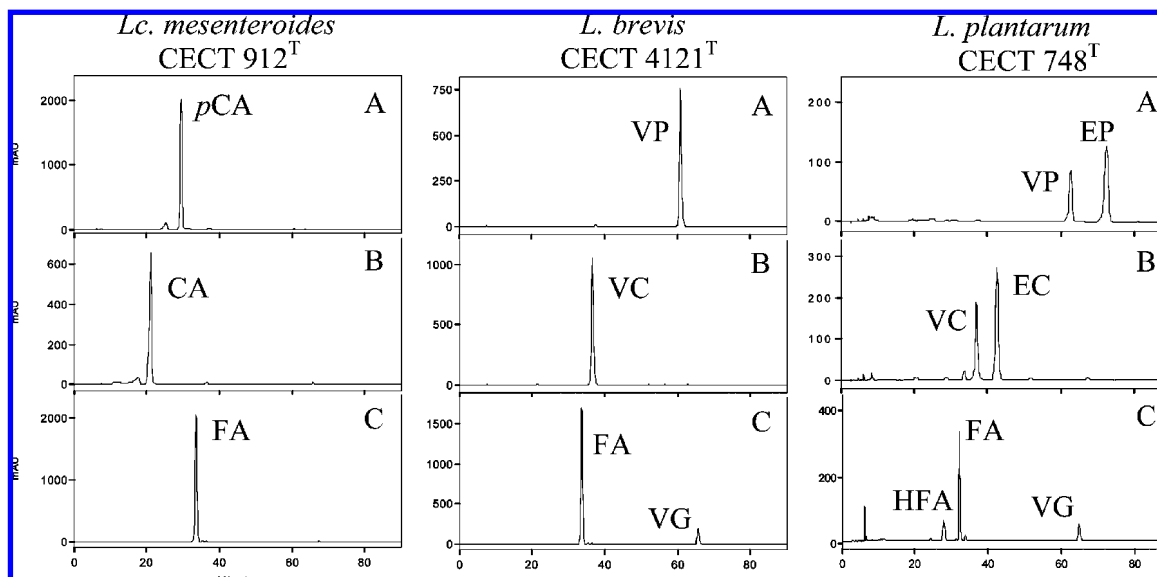 Lc. mesenteroides
CECT 912ᵀ
L. brevis
CECT 4121ᵀ
L. plantarum
CECT 748ᵀ
2000
1000
0
mAU
pCA
A
750
500
250
0
VP
A
200
100
0
VP
EP
A
600
400
200
0
mAU
CA
B
1000
500
0
VC
B
300
200
100
0
VC
EC
B
2000
1000
0
mAU
FA
C
1500
1000
500
0
FA
VG
C
400
200
0
HFA
FA
VG
C
0 20 40 60 80
0 20 40 60 80
0 20 40 60 80